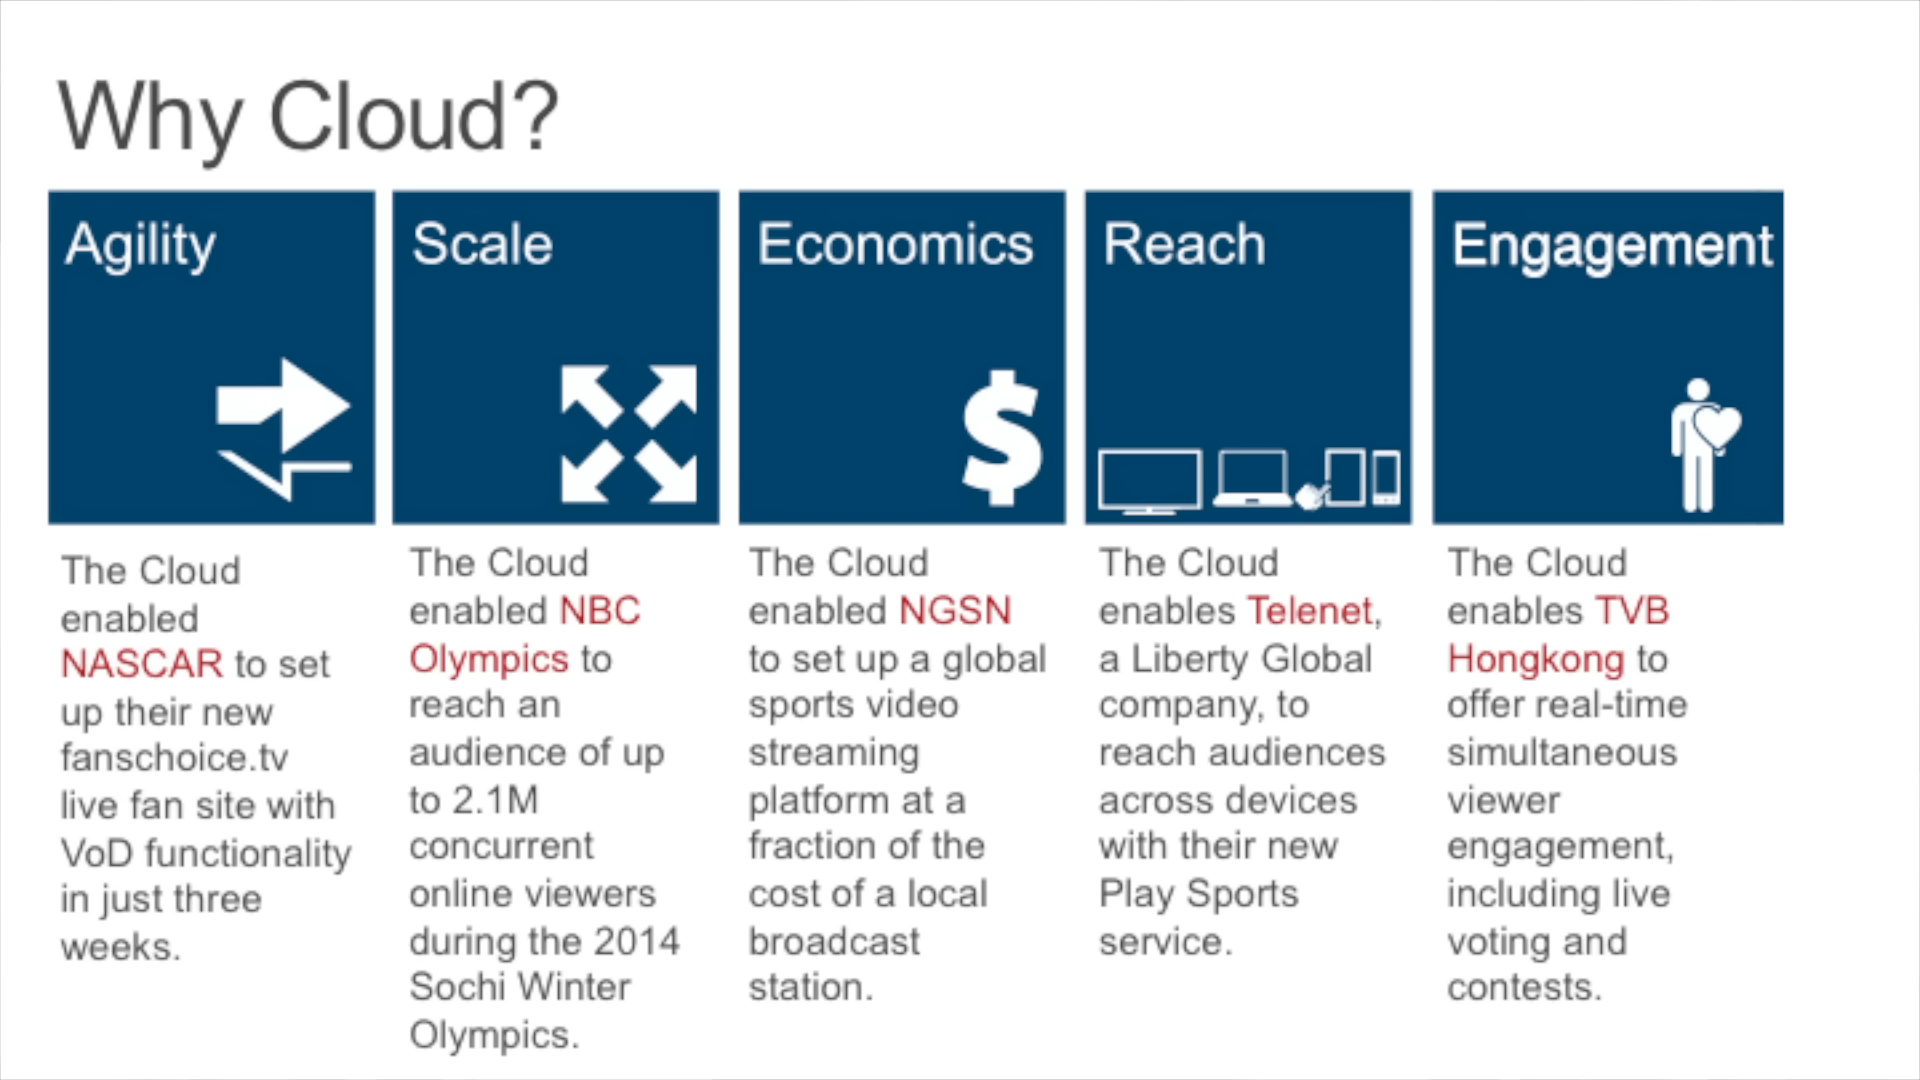 Why Cloud?
Agility
The Cloud
enabled
NASCAR to set
up their new
fanschoice.tv
live fan site with
VoD functionality
in just three
weeks.
Scale
The Cloud
enabled NBC
Olympics to
reach an
audience of up
to 2.1M
concurrent
online viewers
during the 2014
Sochi Winter
Olympics.
Economics
$
The Cloud
enabled NGSN
to set up a global
sports video
streaming
platform at a
fraction of the
cost of a local
broadcast
station.
Reach
The Cloud
enables Telenet,
a Liberty Global
company, to
reach audiences
across devices
with their new
Play Sports
service.
Engagement
The Cloud
enables TVB
Hongkong to
offer real-time
simultaneous
viewer
engagement,
including live
voting and
contests.